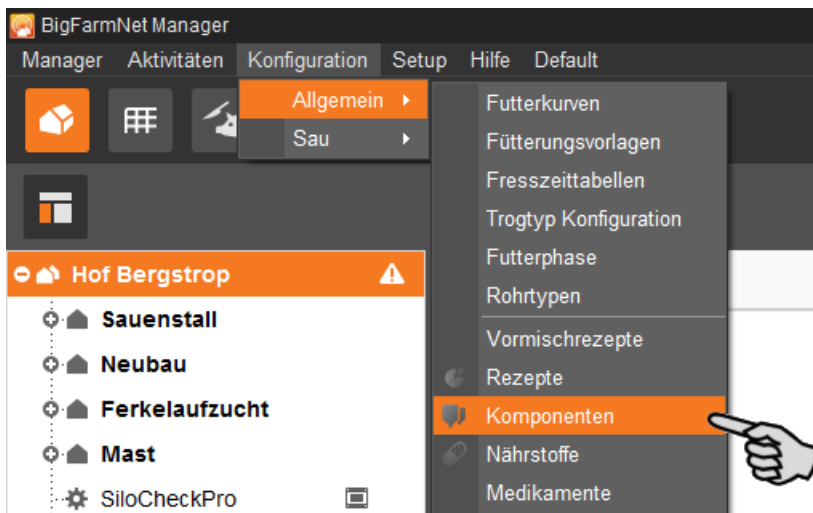 BigFarmNet Manager
Manager Aktivitäten Konfiguration Setup Hilfe Default
Allgemein
Sau
Futterkurven
Fütterungsvorlagen
Fresszeittabellen
Trogtyp Konfiguration
Futterphase
Rohrtypen
Vormischrezepte
Rezepte
Komponenten
Nährstoffe
Medikamente
Hof Bergstrop
Sauenstall
Neubau
Ferkelaufzucht
Mast
SiloCheckPro